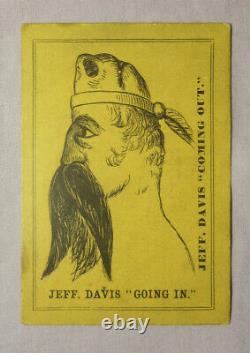 JEFF. DAVIS "GOING IN."
JEFF. DAVIS "COMING OUT."
ebay